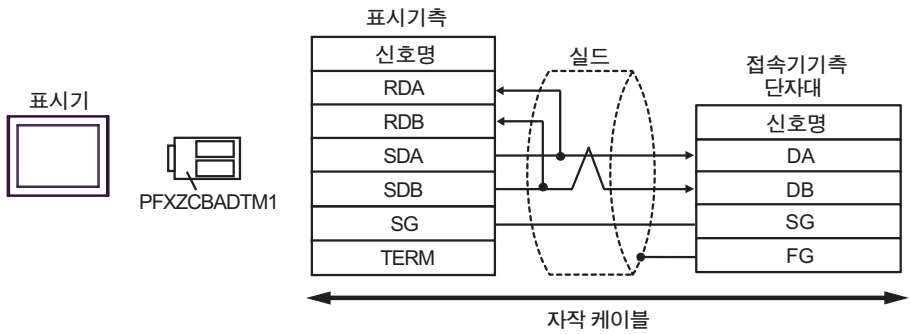 표시기
PFXZCBADTM1
표시기측
신호명
RDA
RDB
SDA
SDB
SG
TERM
실드
접속기기측
단자대
신호명
DA
DB
SG
FG
자작 케이블